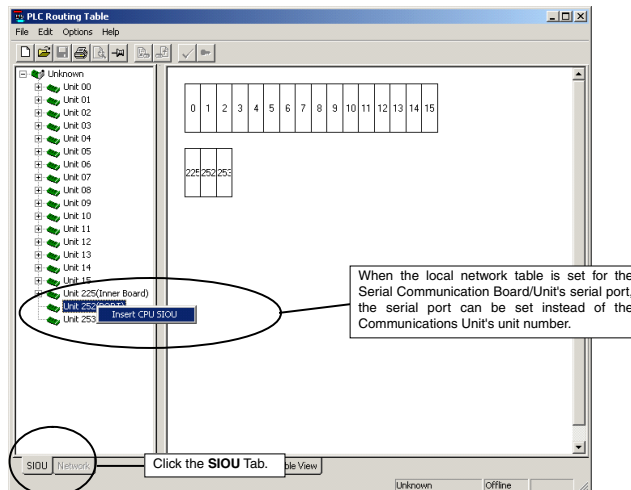 PLC Routing Table
File Edit Options Help
Unknown
Unit 00
Unit 01
Unit 02
Unit 03
Unit 04
Unit 05
Unit 06
Unit 07
Unit 08
Unit 09
Unit 10
Unit 11
Unit 12
Unit 13
Unit 14
Unit 15
Unit 225(Inner Board)
Unit 252(PORT)
Insert CPU SIOU
Unit 253
0 1 2 3 4 5 6 7 8 9 10 11 12 13 14 15
225 252 253
When the local network table is set for the
Serial Communication Board/Unit's serial port,
the serial port can be set instead of the
Communications Unit's unit number.
SIOU Network
Click the SIOU Tab.
ble View
Unknown Offline